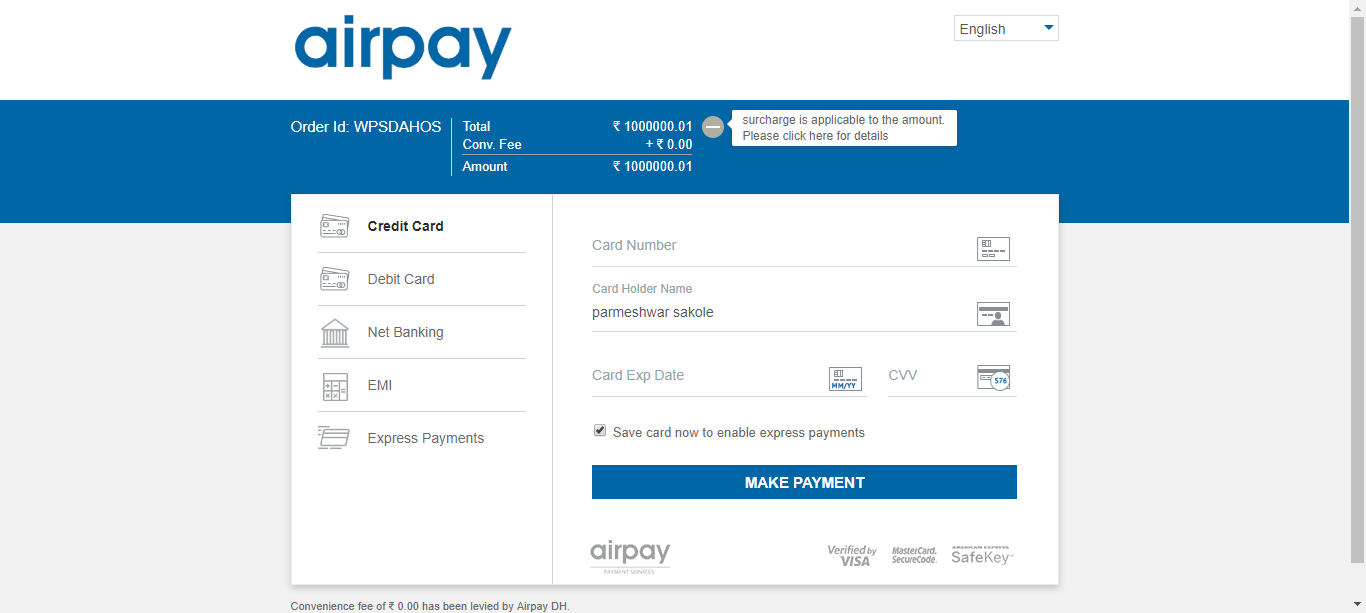 airpay
English
Order Id: WPSDAHOS
Total ₹ 1000000.01
Conv. Fee + ₹ 0.00
Amount ₹ 1000000.01
surcharge is applicable to the amount.
Please click here for details
Credit Card
Debit Card
Net Banking
EMI
Express Payments
Card Number
Card Holder Name
parmeshwar sakole
Card Exp Date
MM/YY
CVV
576
Save card now to enable express payments
MAKE PAYMENT
airpay
PAYMENT SERVICES
Verified by
VISA
MasterCard.
SecureCode.
AMERICAN EXPRESS
SafeKey
Convenience fee of ₹ 0.00 has been levied by Airpay DH.